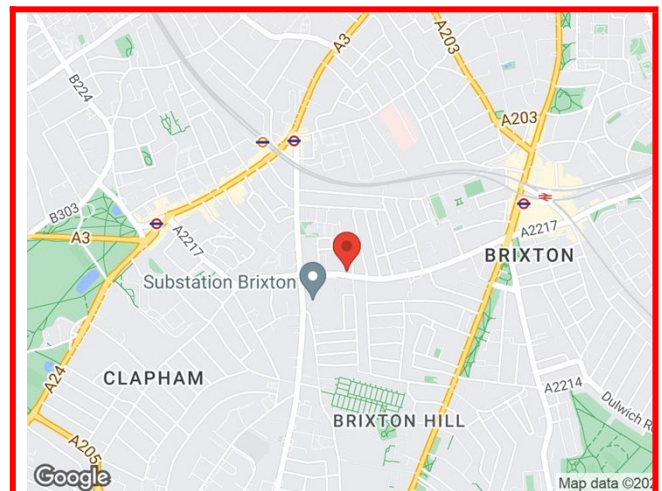 A3
A203
B224
A203
B303
A3
A2217
A2217
BRIXTON
Substation Brixton
CLAPHAM
A24
A2214
Dulwich
BRIXTON HILL
A205
Google
Map data ©202